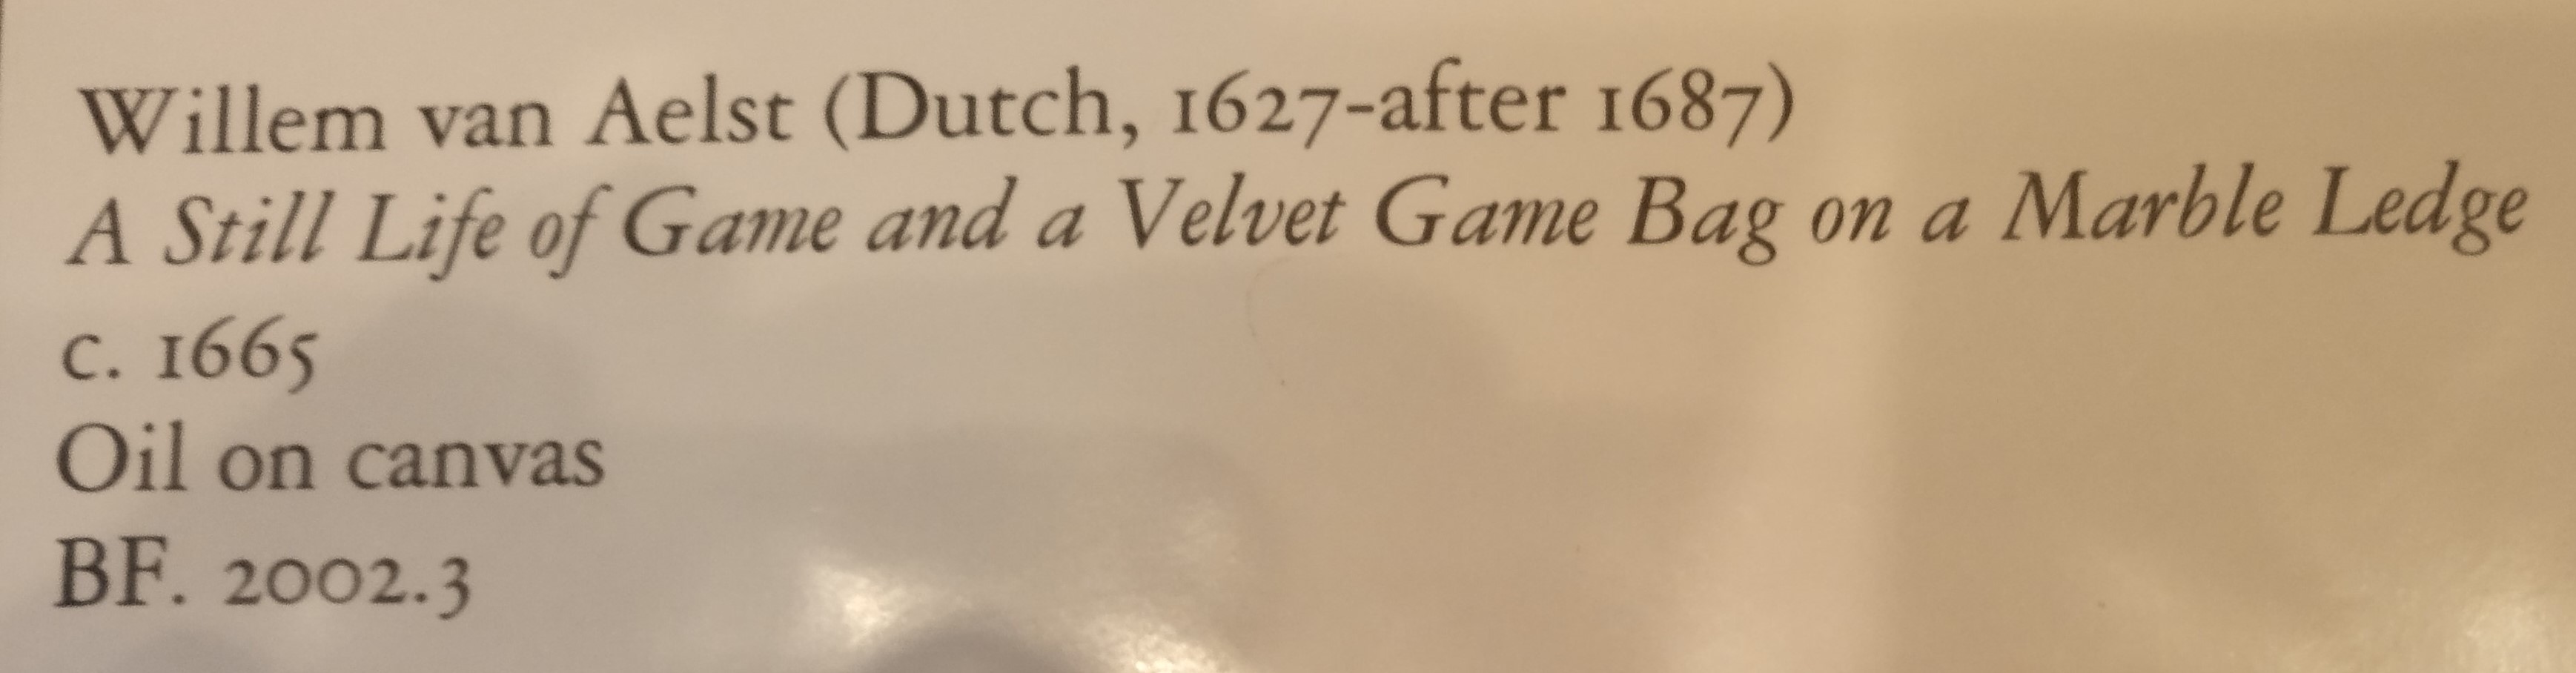 Willem van Aelst (Dutch, 1627-after 1687)
A Still Life of Game and a Velvet Game Bag on a Marble Ledge
c. 1665
Oil on canvas
BF. 2002.3